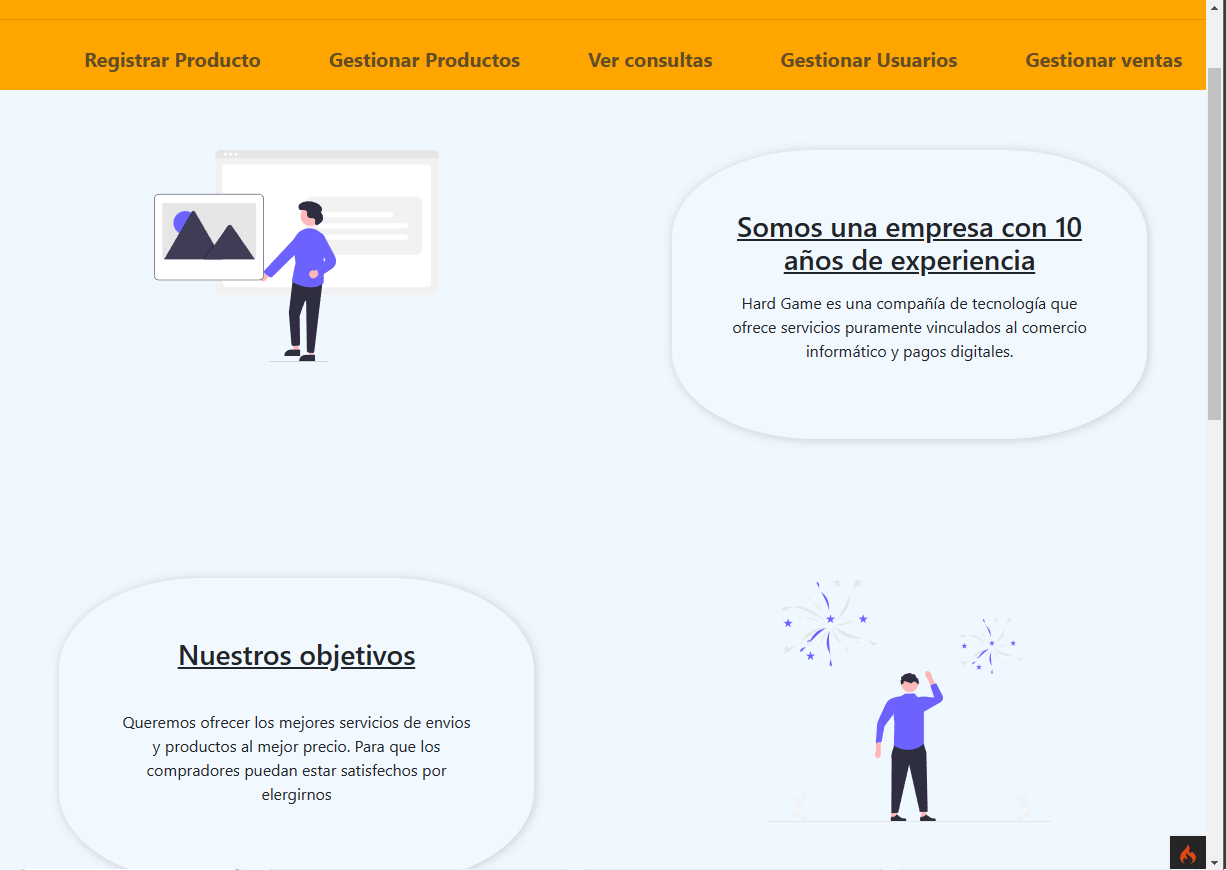 Registrar Producto Gestionar Productos Ver consultas Gestionar Usuarios Gestionar ventas
Somos una empresa con 10
años de experiencia
Hard Game es una compañía de tecnología que
ofrece servicios puramente vinculados al comercio
informático y pagos digitales.
Nuestros objetivos
Queremos ofrecer los mejores servicios de envios
y productos al mejor precio. Para que los
compradores puedan estar satisfechos por
elergirnos